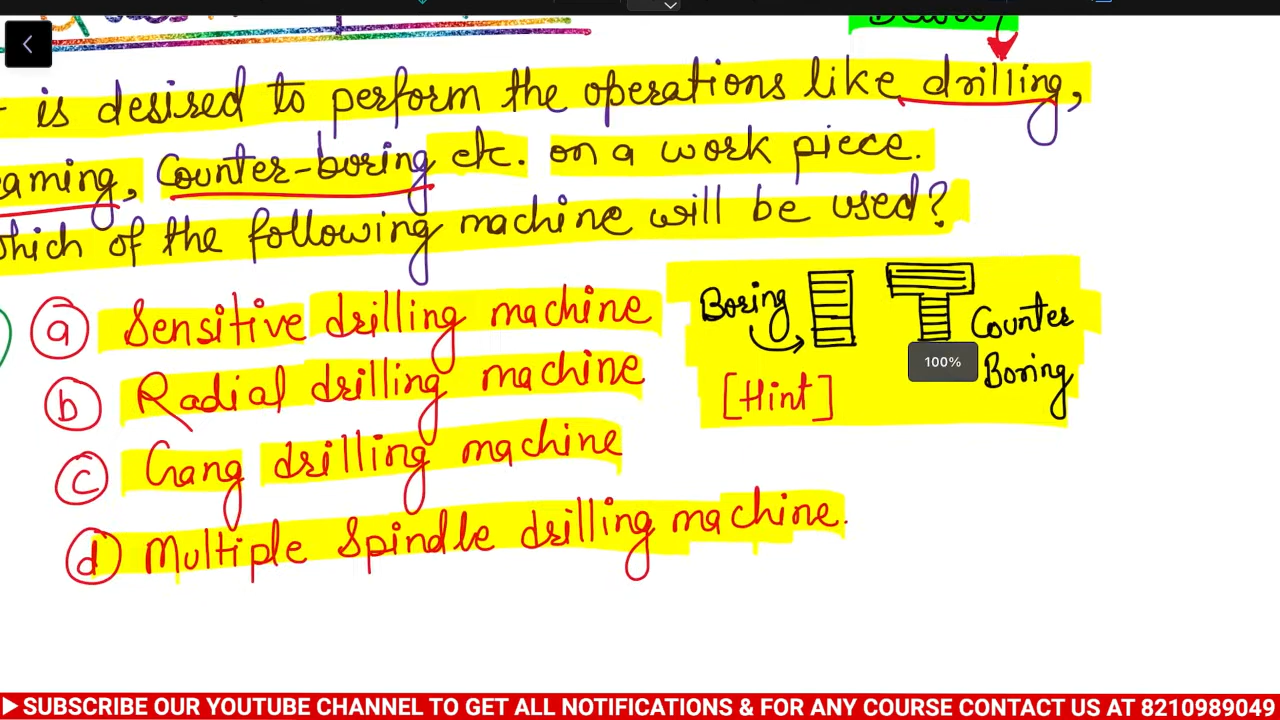 is desired to perform the operations like drilling,
eaming, Counter-boring etc. on a work piece.
which of the following machine will be used?
a Sensitive drilling machine
b Radial drilling machine
c Gang drilling machine
d Multiple Spindle drilling machine.
Boring
Counter
Boring
[Hint]
100%
▶ SUBSCRIBE OUR YOUTUBE CHANNEL TO GET ALL NOTIFICATIONS & FOR ANY COURSE CONTACT US AT 8210989049